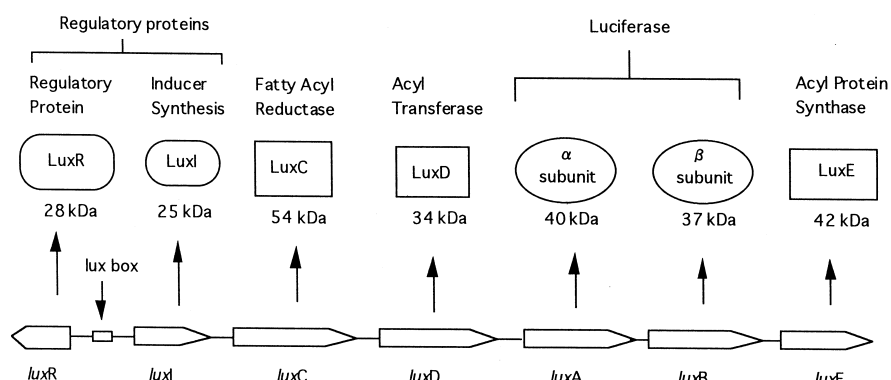 Regulatory proteins
Luciferase
Regulatory Protein
Inducer Synthesis
Fatty Acyl Reductase
Acyl Transferase
Acyl Protein Synthase
LuxR
LuxI
LuxC
LuxD
α subunit
β subunit
LuxE
28 kDa
25 kDa
54 kDa
34 kDa
40 kDa
37 kDa
42 kDa
lux box
luxR
luxI
luxC
luxD
luxA
luxB
luxE